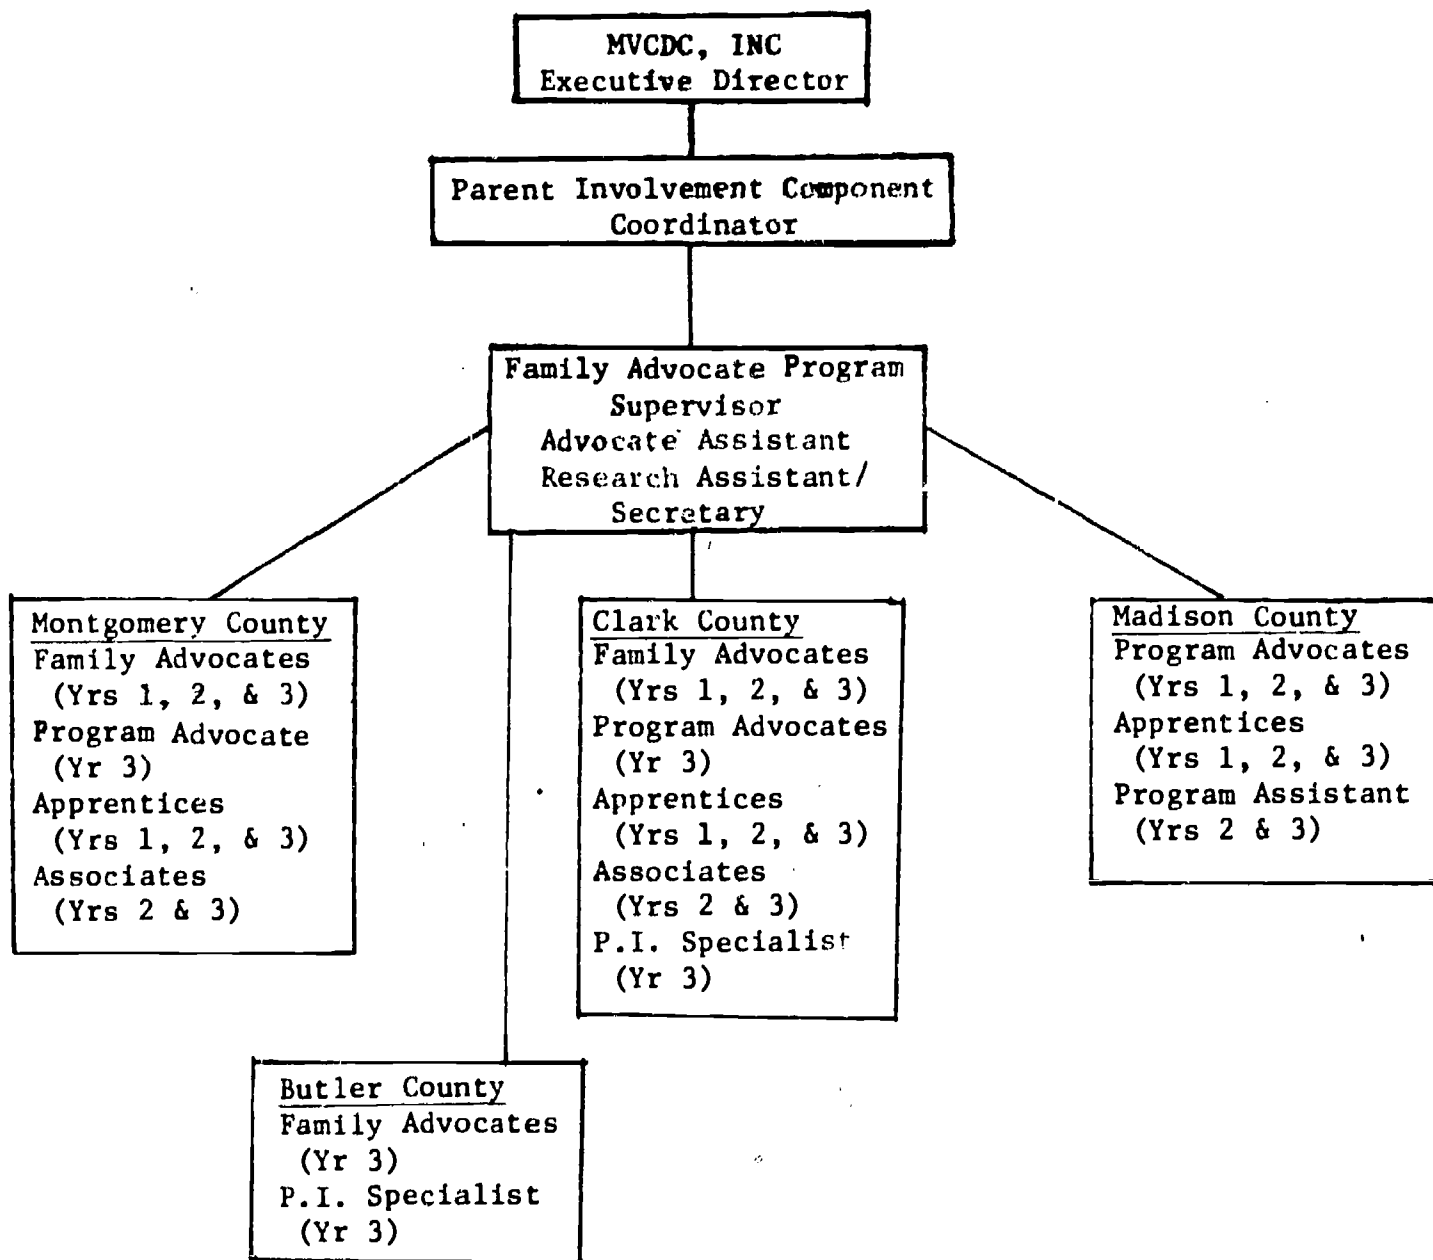 MVCDC, INC
Executive Director
Parent Involvement Component
Coordinator
Family Advocate Program
Supervisor
Advocate Assistant
Research Assistant/
Secretary
Montgomery County
Family Advocates
(Yrs 1, 2, & 3)
Program Advocate
(Yr 3)
Apprentices
(Yrs 1, 2, & 3)
Associates
(Yrs 2 & 3)
Clark County
Family Advocates
(Yrs 1, 2, & 3)
Program Advocates
(Yr 3)
Apprentices
(Yrs 1, 2, & 3)
Associates
(Yrs 2 & 3)
P.I. Specialist
(Yr 3)
Madison County
Program Advocates
(Yrs 1, 2, & 3)
Apprentices
(Yrs 1, 2, & 3)
Program Assistant
(Yrs 2 & 3)
Butler County
Family Advocates
(Yr 3)
P.I. Specialist
(Yr 3)